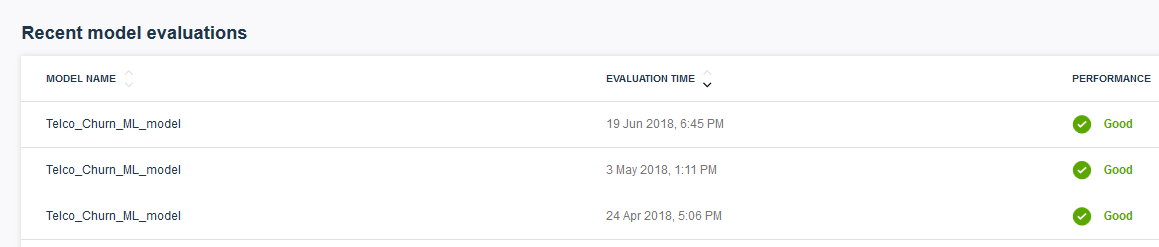 Recent model evaluations
MODEL NAME EVALUATION TIME PERFORMANCE
Telco_Churn_ML_model 19 Jun 2018, 6:45 PM Good
Telco_Churn_ML_model 3 May 2018, 1:11 PM Good
Telco_Churn_ML_model 24 Apr 2018, 5:06 PM Good